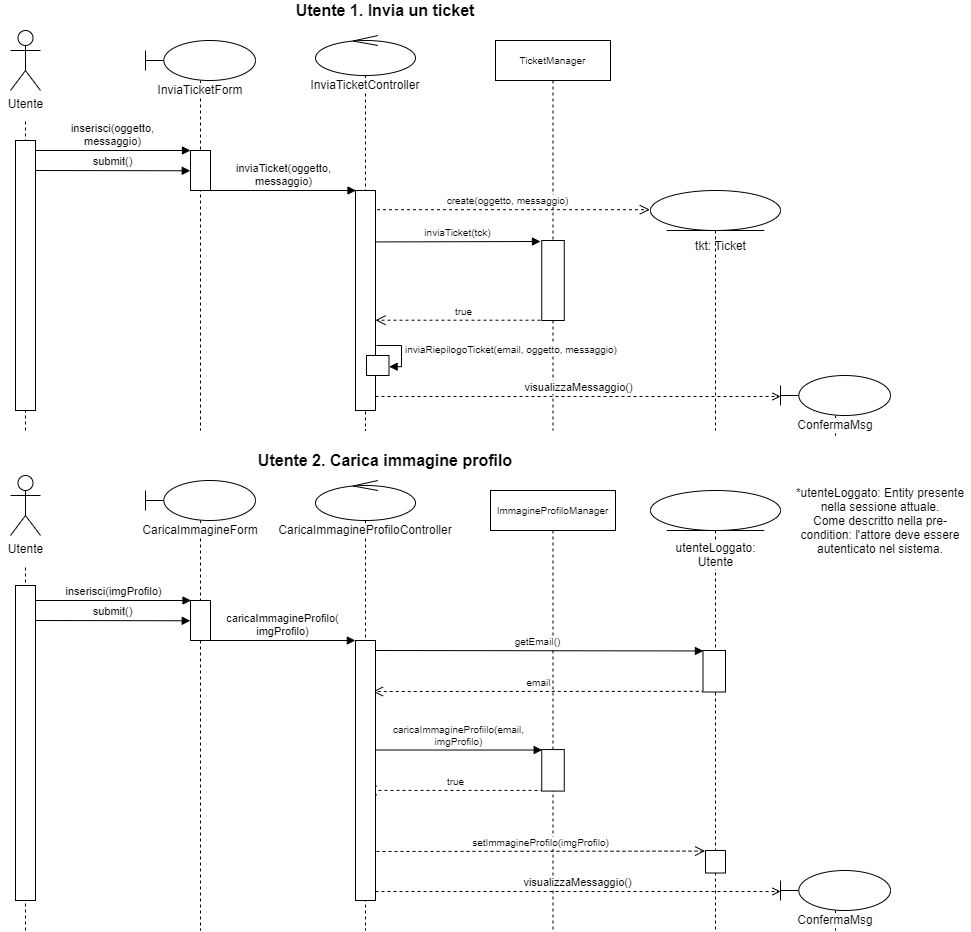 Utente 1. Invia un ticket
Utente
InviaTicketForm
InviaTicketController
TicketManager
inserisci(oggetto,
messaggio)
submit()
inviaTicket(oggetto,
messaggio)
create(oggetto, messaggio)
tkt: Ticket
inviaTicket(tck)
true
inviaRiepilogoTicket(email, oggetto, messaggio)
visualizzaMessaggio()
ConfermaMsg
Utente 2. Carica immagine profilo
Utente
CaricaImmagineForm
CaricaImmagineProfiloController
ImmagineProfiloManager
utenteLoggato:
Utente
*utenteLoggato: Entity presente
nella sessione attuale.
Come descritto nella pre-
condition: l'attore deve essere
autenticato nel sistema.
inserisci(imgProfilo)
submit()
caricaImmagineProfilo(
imgProfilo)
getEmail()
email
caricaImmagineProfiilo(email,
imgProfilo)
true
setImmagineProfilo(imgProfilo)
visualizzaMessaggio()
ConfermaMsg